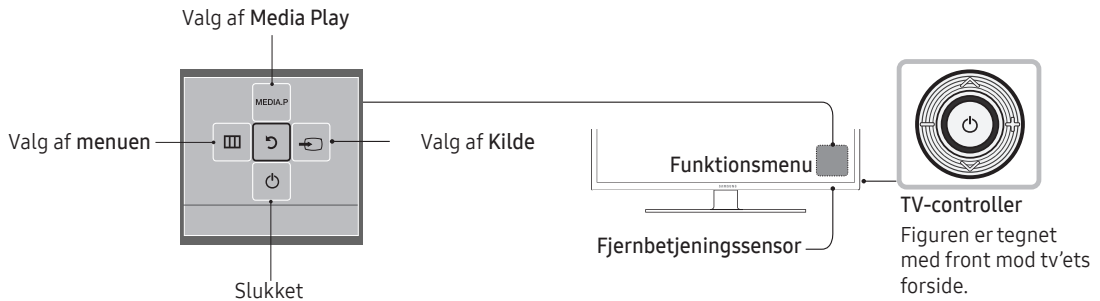 Valg af Media Play
MEDIA.P
Valg af menuen
Valg af Kilde
Slukket
Funktionsmenu
SAMSUNG
Fjernbetjeningssensor
TV-controller
Figuren er tegnet
med front mod tv'ets
forside.